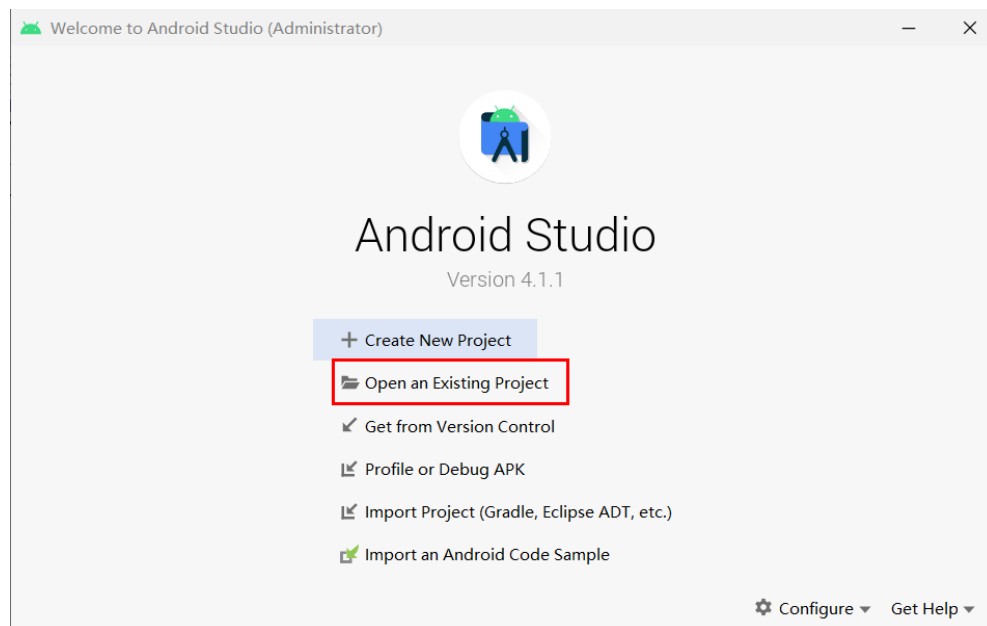 Welcome to Android Studio (Administrator)
Android Studio
Version 4.1.1
Create New Project
Open an Existing Project
Get from Version Control
Profile or Debug APK
Import Project (Gradle, Eclipse ADT, etc.)
Import an Android Code Sample
Configure Get Help